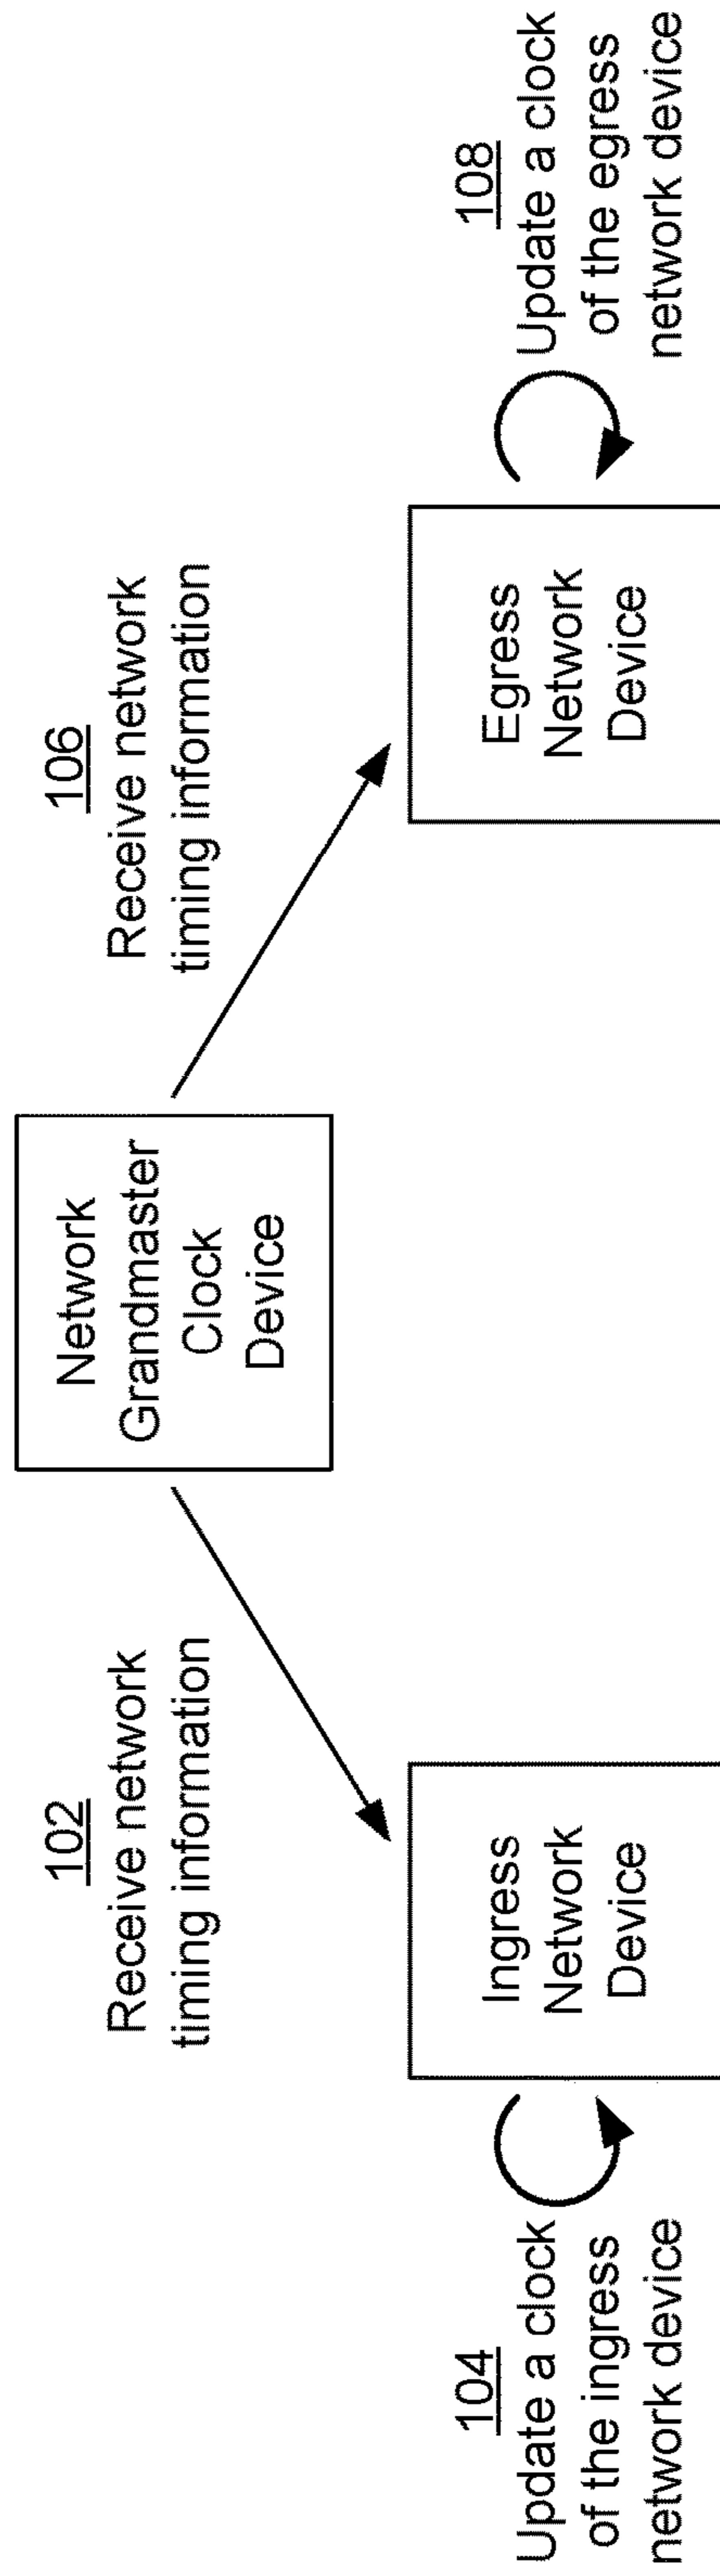 102
Receive network
timing information
Network
Grandmaster
Clock
Device
106
Receive network
timing information
104
Update a clock
of the ingress
network device
Ingress
Network
Device
Egress
Network
Device
108
Update a clock
of the egress
network device